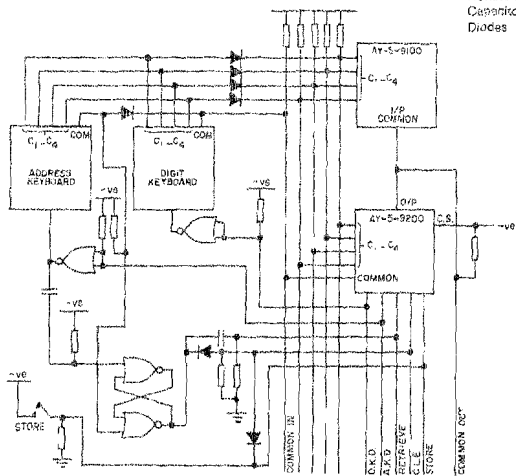 Diodes
AY-5-9100
C₁-C₄
I/P
COMMON
C₁-C₄ COM
ADDRESS
KEYBOARD
C₁-C₄ COM
DIGIT
KEYBOARD
-ve
-ve
O/P
AY-5-9200
C.S.
-ve
C₁-C₄
COMMON
-ve
-ve
STORE
COMMON IN
D.K.D.
A.K.D.
RETRIEVE
C.L.E
STORE
COMMON OUT